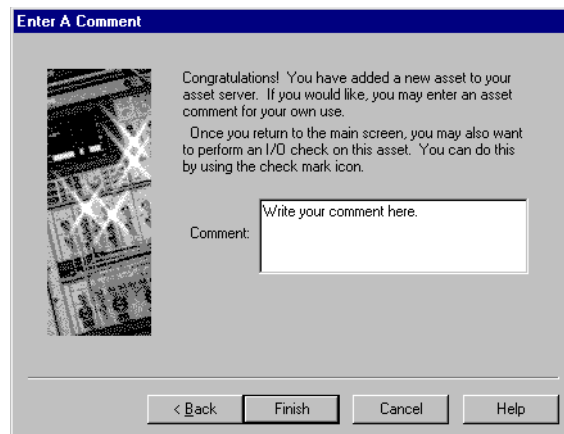 Enter A Comment
Congratulations!  You have added a new asset to your
asset server.  If you would like, you may enter an asset
comment for your own use.
Once you return to the main screen, you may also want
to perform an I/O check on this asset.  You can do this
by using the check mark icon.
Comment:
Write your comment here.
< Back
Finish
Cancel
Help